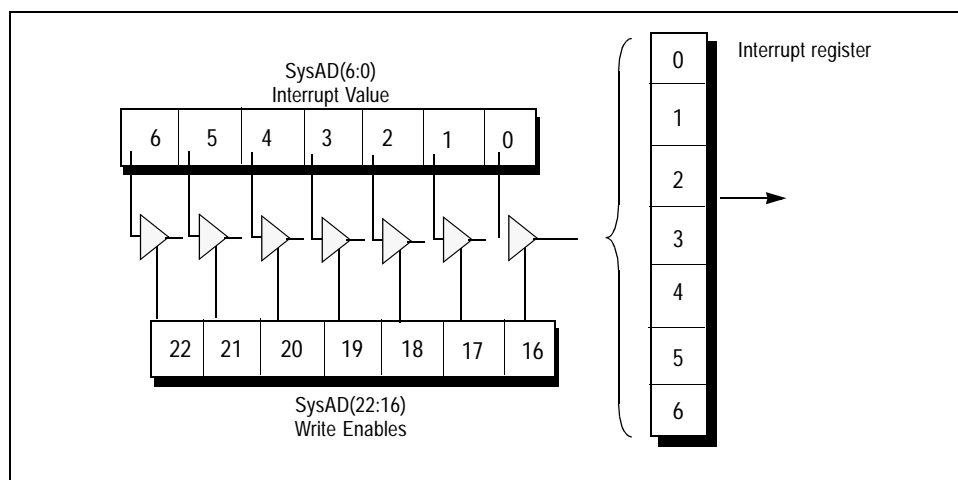 SysAD(6:0)
Interrupt Value
6 5 4 3 2 1 0
22 21 20 19 18 17 16
SysAD(22:16)
Write Enables
Interrupt register
0
1
2
3
4
5
6